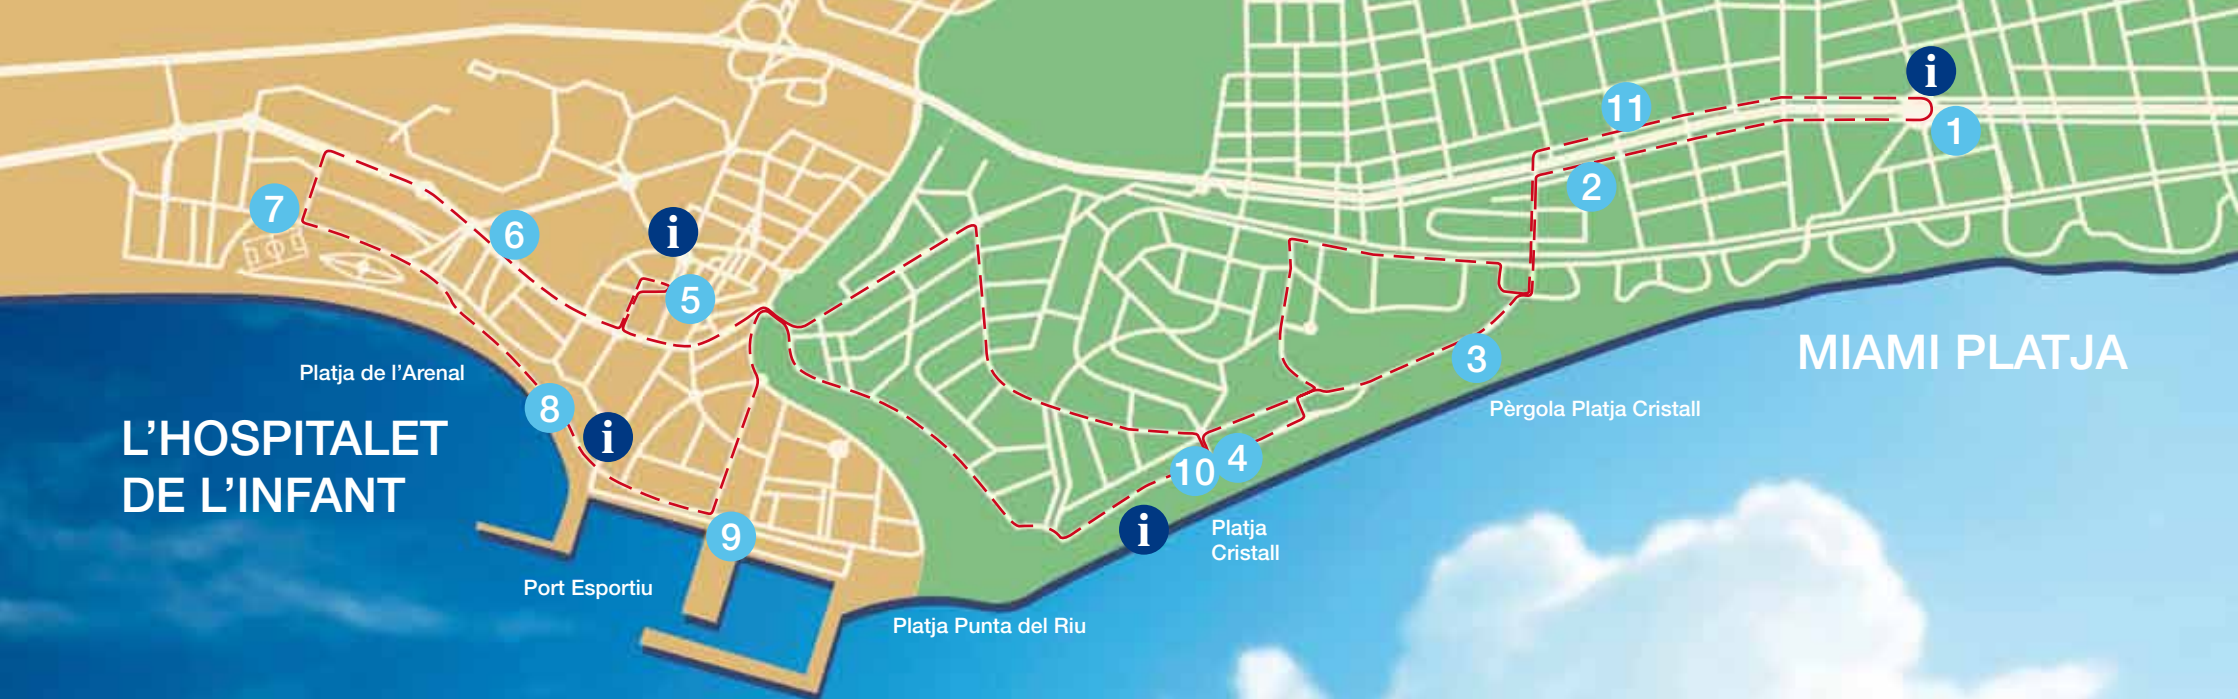 i
11
1
2
7
6
i
5
MIAMI PLATJA
3
Platja de l’Arenal
8
Pèrgola Platja Cristall
L’HOSPITALET
DE L’INFANT
i
4
10
9
i
Platja
Cristall
Port Esportiu
Platja Punta del Riu